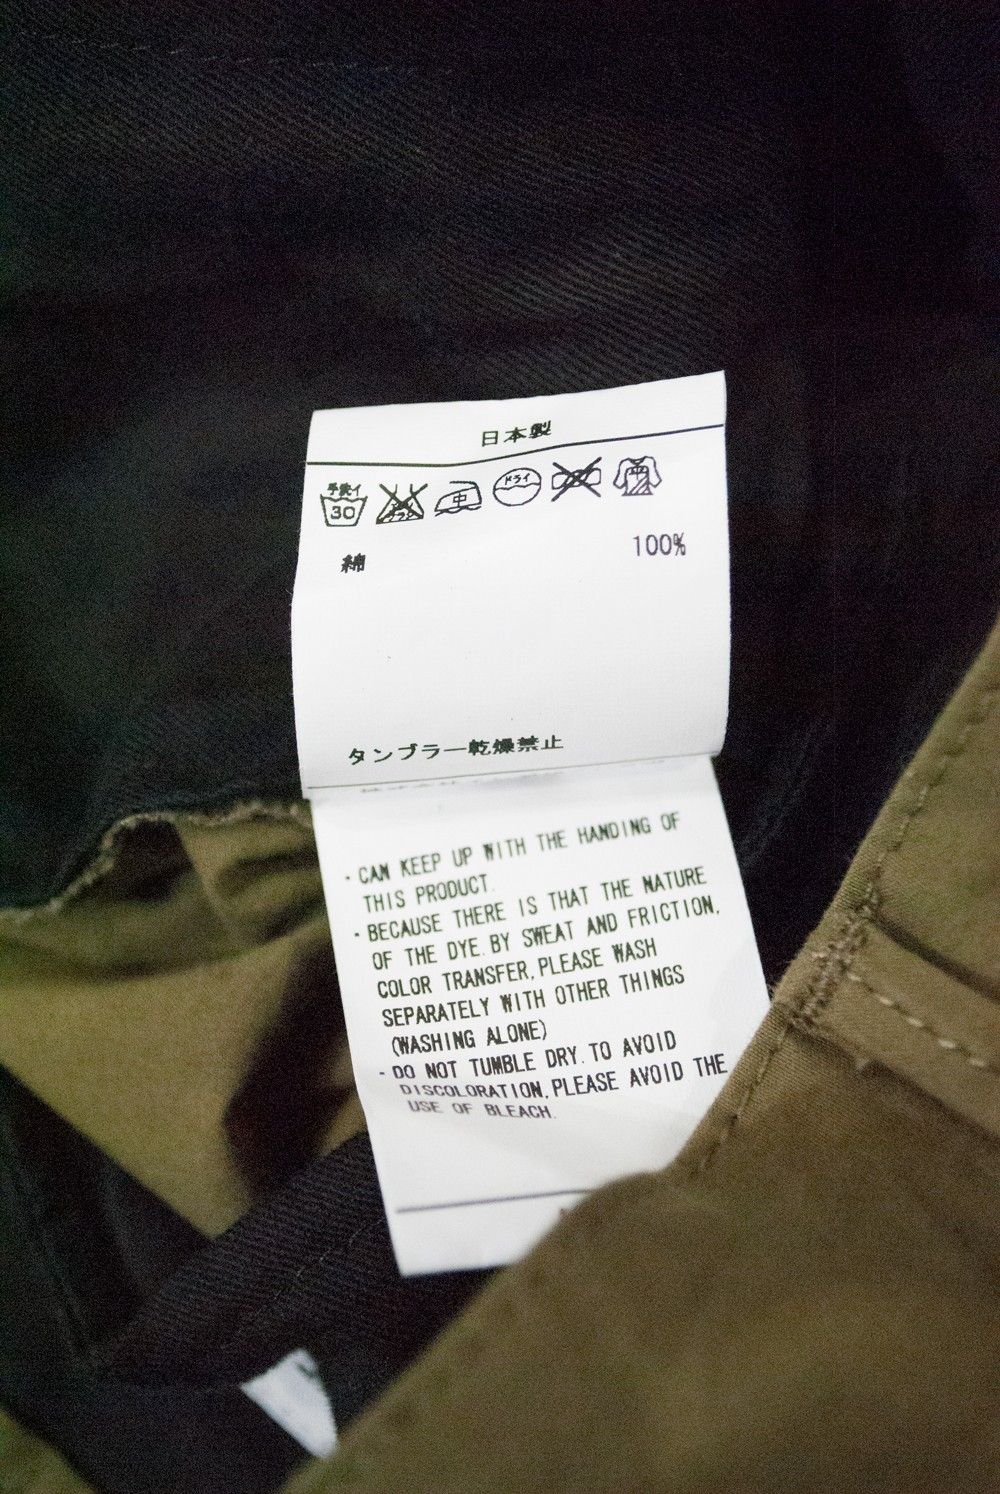 日本製
手洗イ 30 中 ドライ 平
綿 100%
タンブラー乾燥禁止
・CAN KEEP UP WITH THE HANDING OF
THIS PRODUCT.
・BECAUSE THERE IS THAT THE NATURE
OF THE DYE. BY SWEAT AND FRICTION,
COLOR TRANSFER, PLEASE WASH
SEPARATELY WITH OTHER THINGS
(WASHING ALONE)
・DO NOT TUMBLE DRY. TO AVOID
DISCOLORATION, PLEASE AVOID THE
USE OF BLEACH.